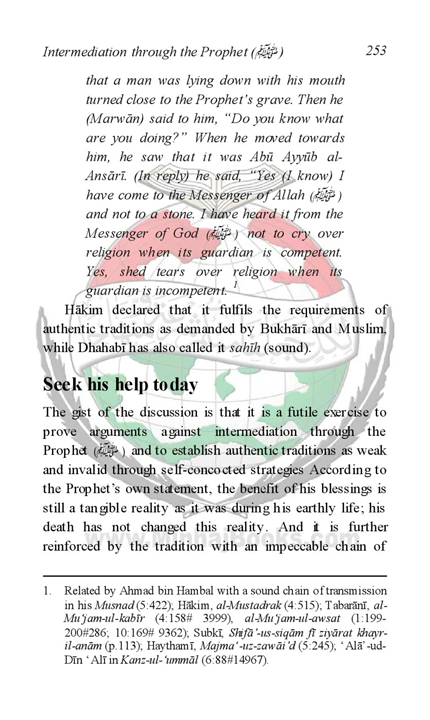 Intermediation through the Prophet (ﷺ) 253
that a man was lying down with his mouth
turned close to the Prophet's grave. Then he
(Marwān) said to him, "Do you know what
are you doing?" When he moved towards
him, he saw that it was Abū Ayyūb al-
Ansārī. (In reply) he said, "Yes (I know) I
have come to the Messenger of Allah (ﷺ)
and not to a stone. I have heard it from the
Messenger of God (ﷺ) not to cry over
religion when its guardian is competent.
Yes, shed tears over religion when its
guardian is incompetent. 1
Hākim declared that it fulfils the requirements of
authentic traditions as demanded by Bukhārī and Muslim,
while Dhahabī has also called it sahīh (sound).
Seek his help today
The gist of the discussion is that it is a futile exercise to
prove arguments against intermediation through the
Prophet (ﷺ) and to establish authentic traditions as weak
and invalid through self-concocted strategies According to
the Prophet's own statement, the benefit of his blessings is
still a tangible reality as it was during his earthly life; his
death has not changed this reality. And it is further
reinforced by the tradition with an impeccable chain of
www.MinhajBooks.com
1. Related by Ahmad bin Hambal with a sound chain of transmission
in his Musnad (5:422); Hākim, al-Mustadrak (4:515); Tabarānī, al-
Mu'jam-ul-kabīr (4:158# 3999), al-Mu'jam-ul-awsat (1:199-
200#286; 10:169# 9362); Subkī, Shifā'-us-siqām fī ziyārat khayr-
il-anām (p.113); Haythamī, Majma'-uz-zawāi'd (5:245); 'Alā'-ud-
Dīn 'Alī in Kanz-ul-'ummāl (6:88#14967).